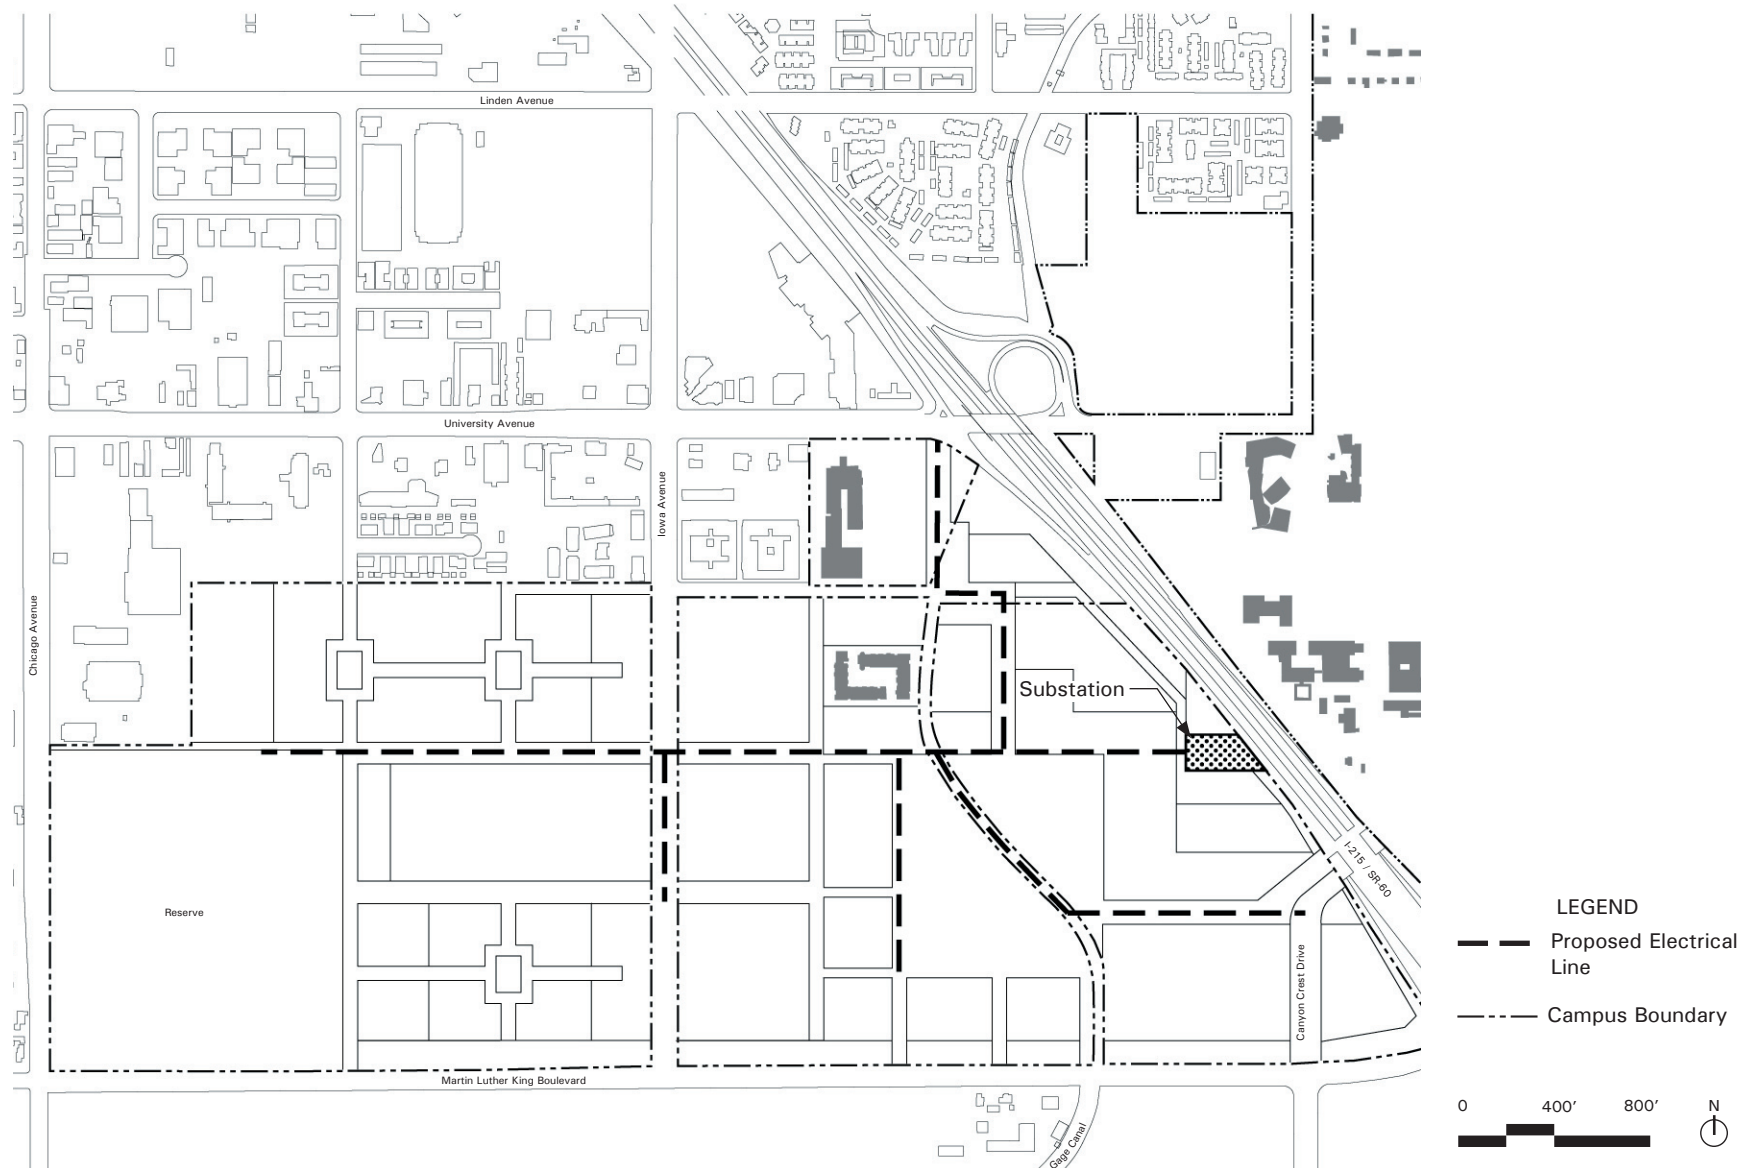 Linden Avenue
University Avenue
Iowa Avenue
Chicago Avenue
Substation
I-215 / SR-60
Reserve
Canyon Crest Drive
Martin Luther King Boulevard
Gage Canal
LEGEND
Proposed Electrical
Line
Campus Boundary
0 400’ 800’
N